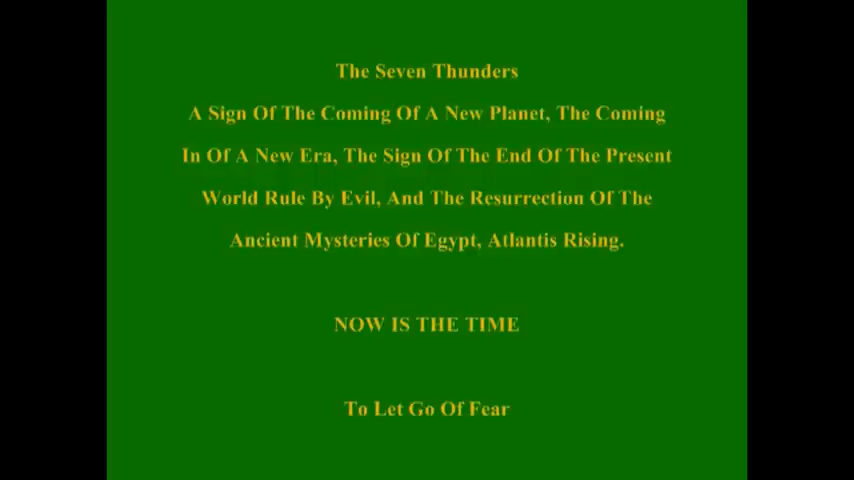 The Seven Thunders
A Sign Of The Coming Of A New Planet, The Coming
In Of A New Era, The Sign Of The End Of The Present
World Rule By Evil, And The Resurrection Of The
Ancient Mysteries Of Egypt, Atlantis Rising.
NOW IS THE TIME
To Let Go Of Fear